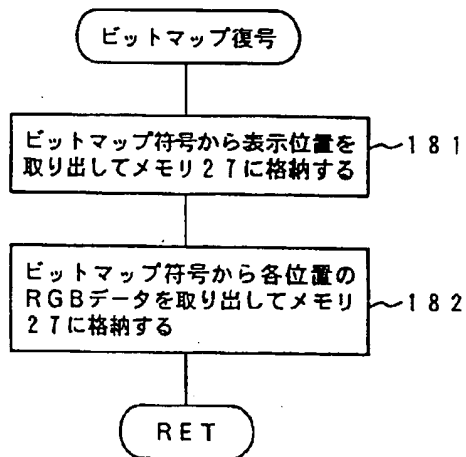 ビットマップ復号
ビットマップ符号から表示位置を
取り出してメモリ27に格納する
~181
ビットマップ符号から各位置の
RGBデータを取り出してメモリ
27に格納する
~182
RET